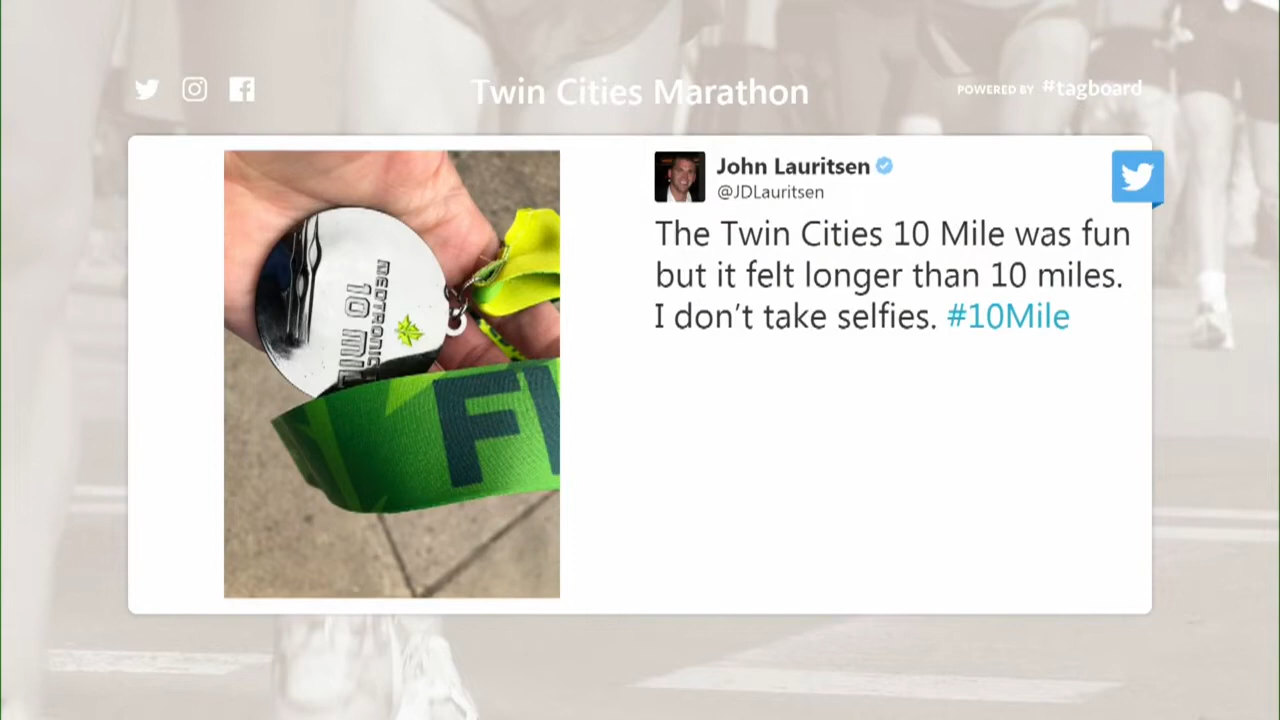 Twin Cities Marathon
POWERED BY #tagboard
John Lauritsen
@JDLauritsen
The Twin Cities 10 Mile was fun
but it felt longer than 10 miles.
I don't take selfies. #10Mile
MEDTRONIC
10 MIL
FI